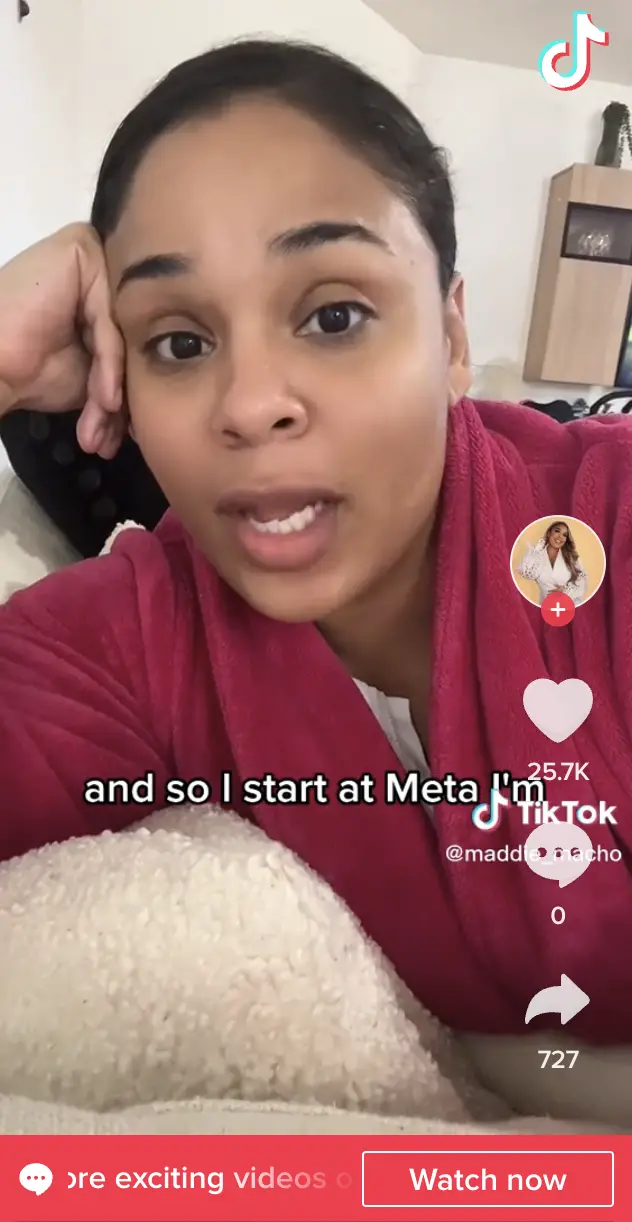 25.7K
and so I start at Meta I'm
TikTok
@maddie_macho
0
727
ore exciting videos o
Watch now